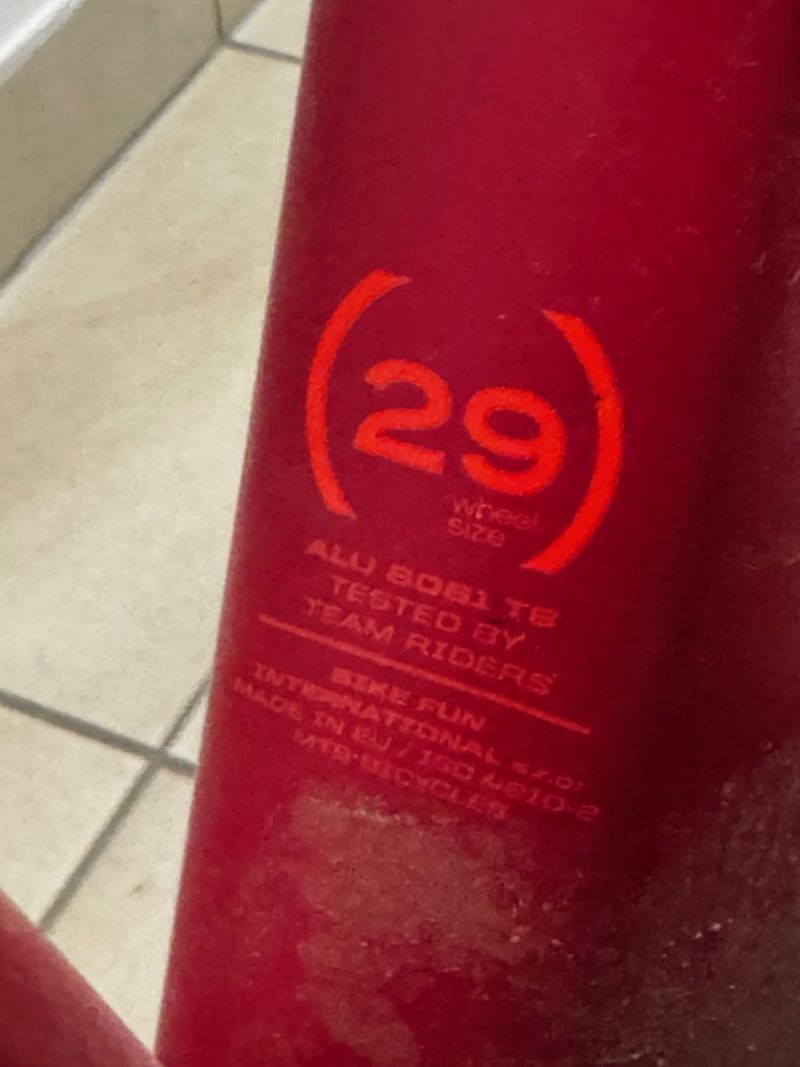 (29)
wheel
size
ALU 6061 T6
TESTED BY
TEAM RIDERS
BIKE FUN
INTERNATIONAL s.r.o.
MADE IN EU / ISO 4210-2
MTB-BICYCLES